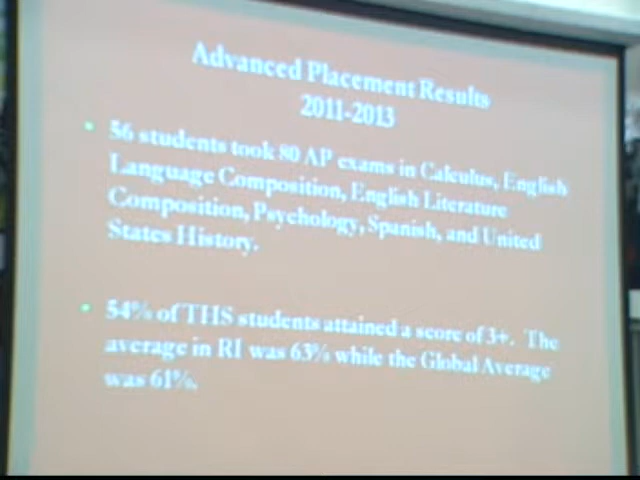 Advanced Placement Results
2011-2013
56 students took 80 AP exams in Calculus, English
Language Composition, English Literature
Composition, Psychology, Spanish, and United
States History.
54% of THS students attained a score of 3+. The
average in RI was 63% while the Global Average
was 61%.